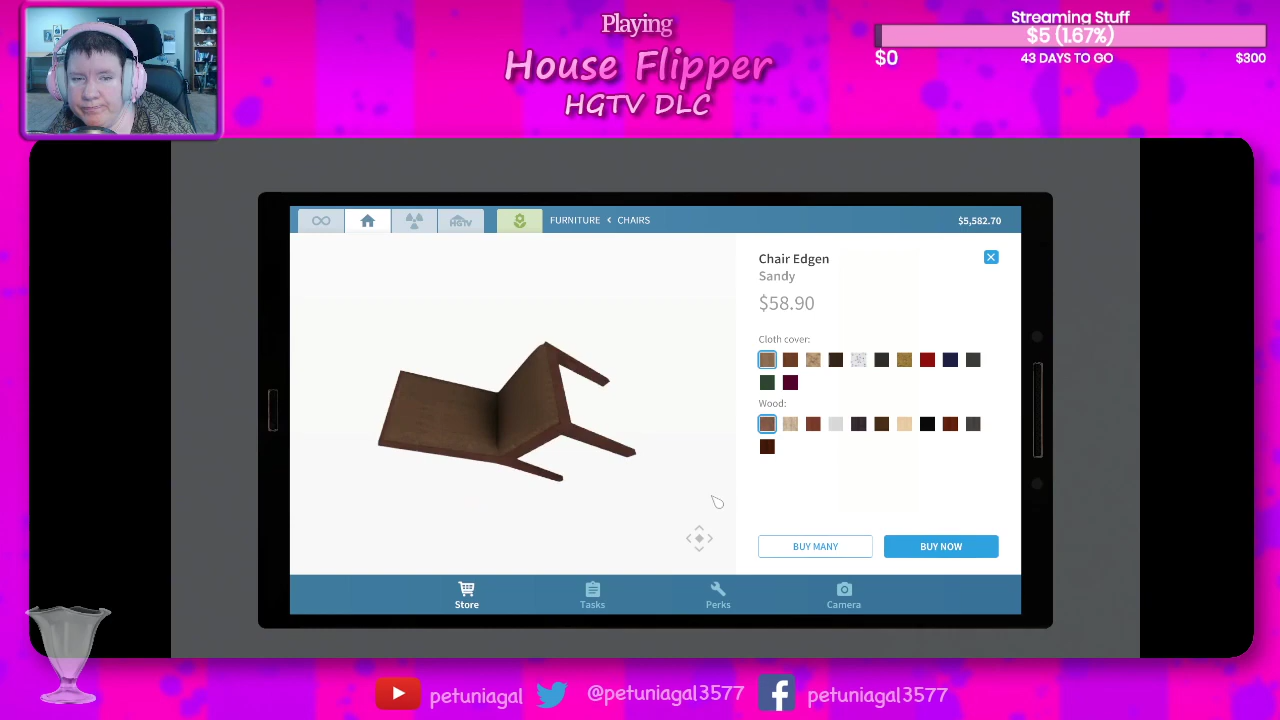 Playing
House Flipper
HGTV DLC
Streaming Stuff
$5 (1.67%)
$0
43 DAYS TO GO
$300
HGTV
FURNITURE < CHAIRS
$5,582.70
Chair Edgen
Sandy
$58.90
Cloth cover:
Wood:
BUY MANY
BUY NOW
Store
Tasks
Perks
Camera
petuniagal
@petuniagal3577
petuniagal3577